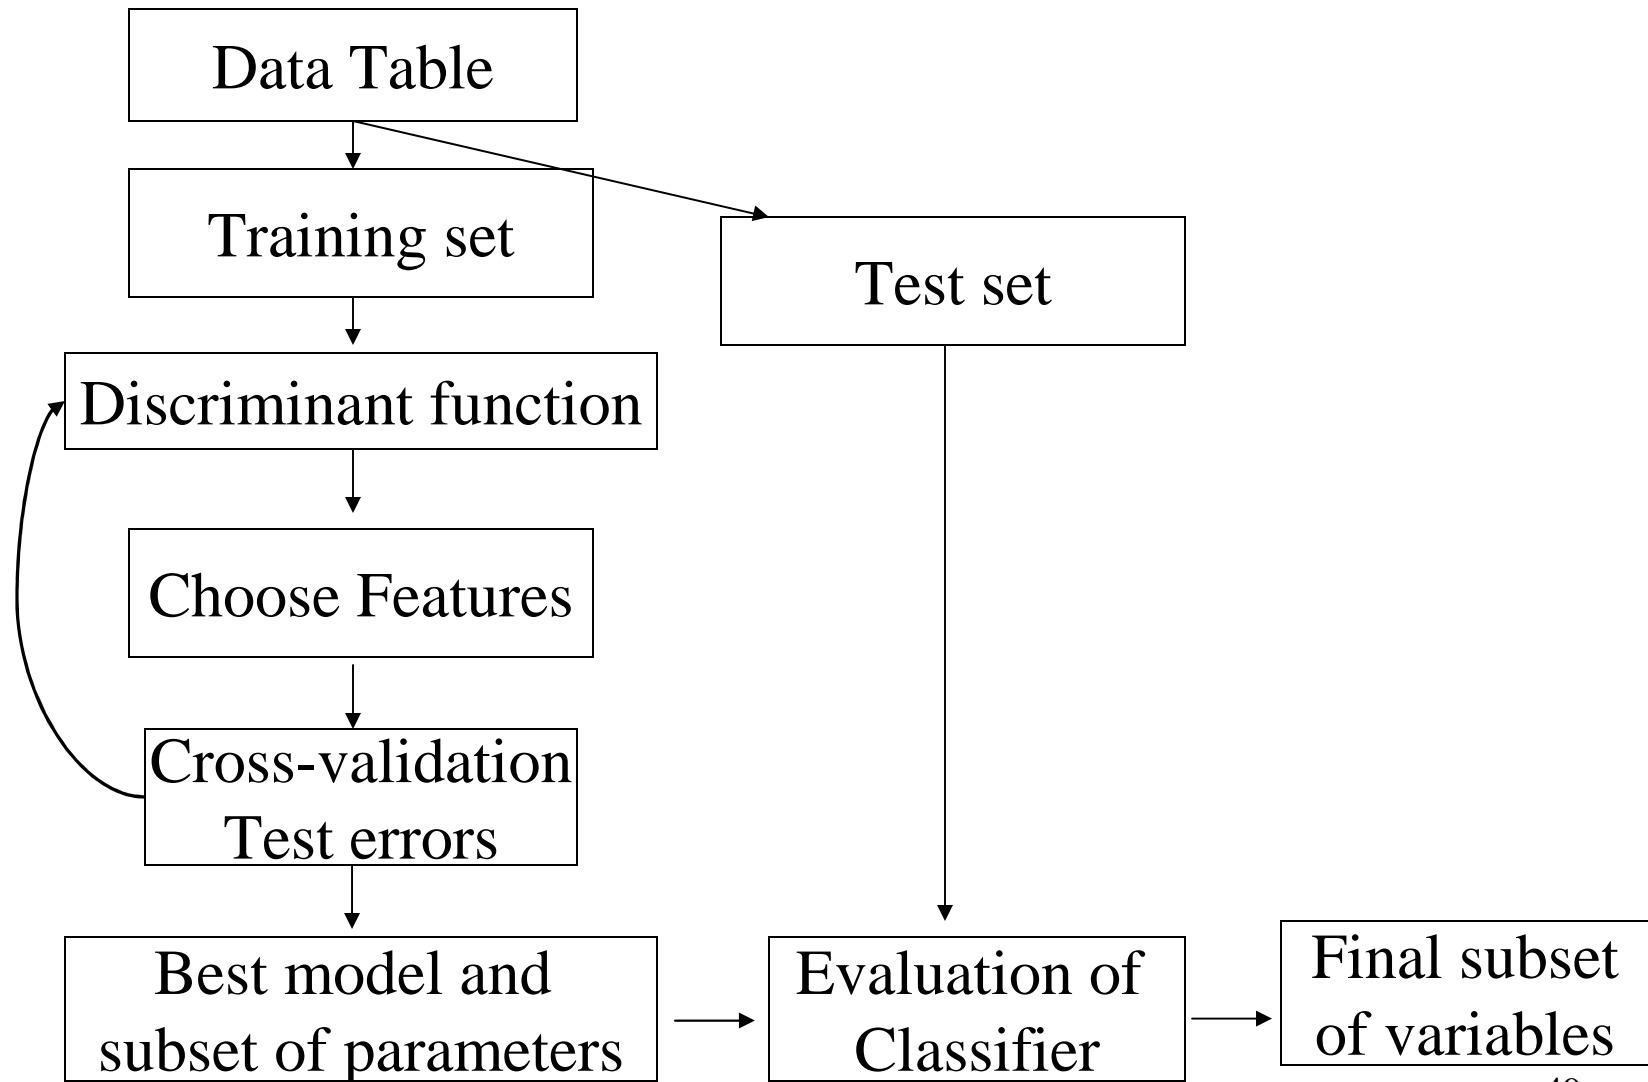 Data Table
Training set
Test set
Discriminant function
Choose Features
Cross-validation
Test errors
Best model and
subset of parameters
Evaluation of
Classifier
Final subset
of variables